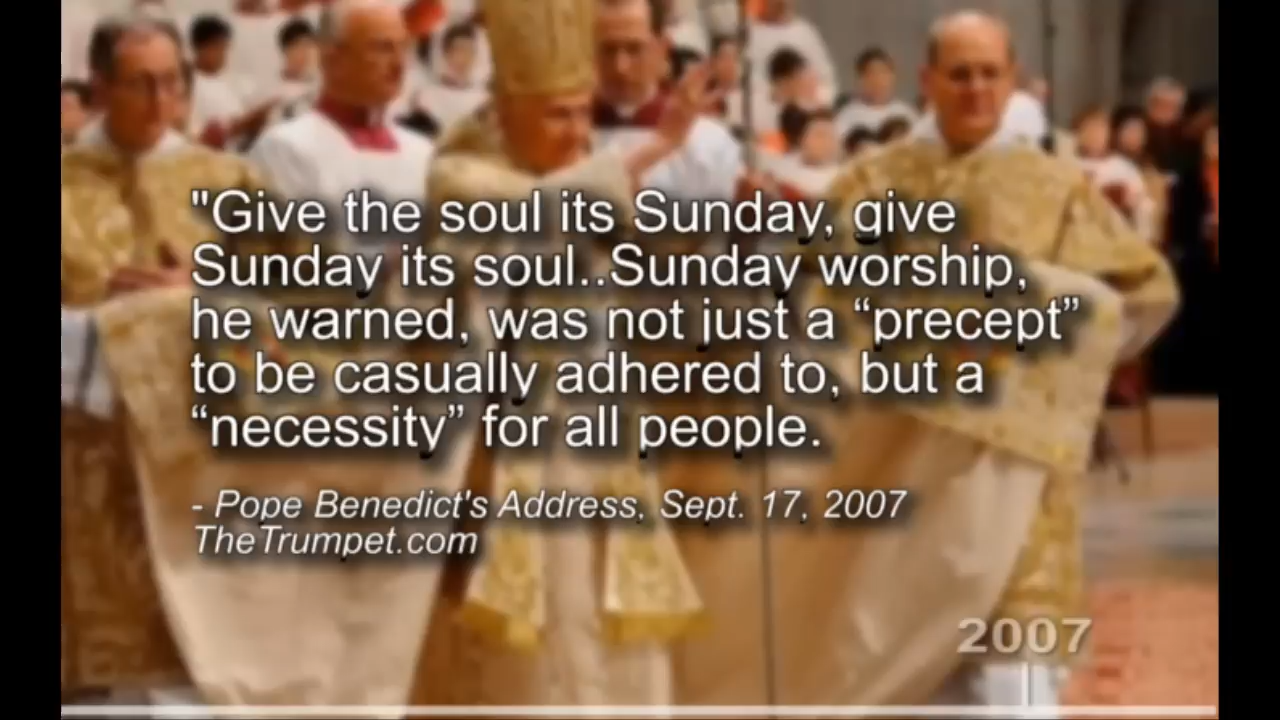 "Give the soul its Sunday, give
Sunday its soul..Sunday worship,
he warned, was not just a “precept”
to be casually adhered to, but a
“necessity” for all people.
- Pope Benedict's Address, Sept. 17, 2007
TheTrumpet.com
2007